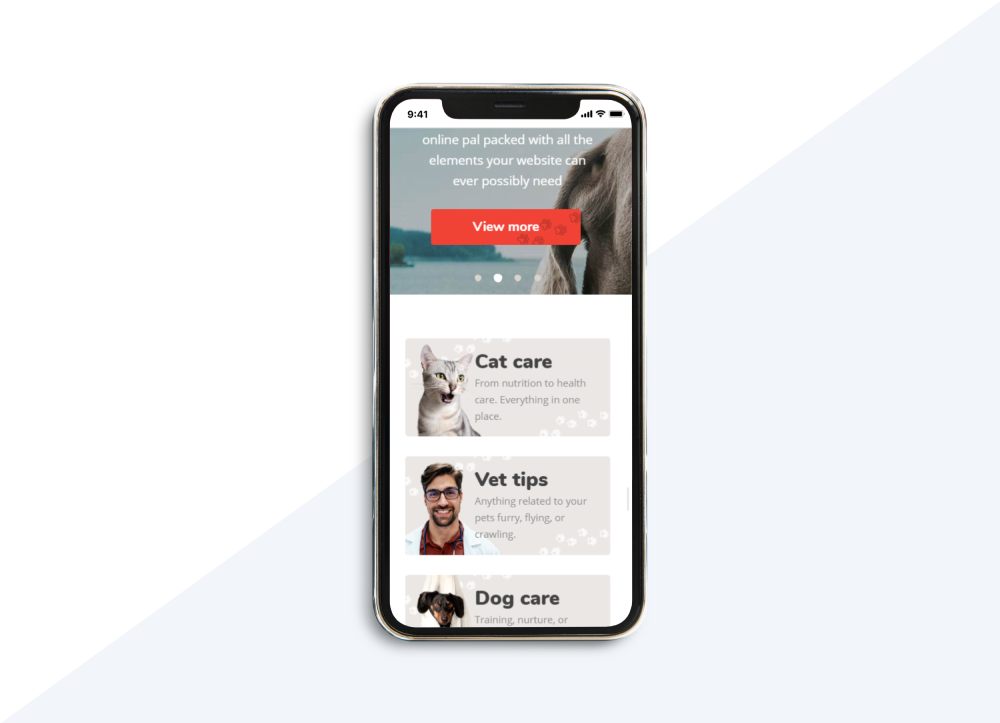 9:41
online pal packed with all the
elements your website can
ever possibly need
View more
Cat care
From nutrition to health
care. Everything in one
place.
Vet tips
Anything related to your
pets furry, flying, or
crawling.
Dog care
Training, nurture, or